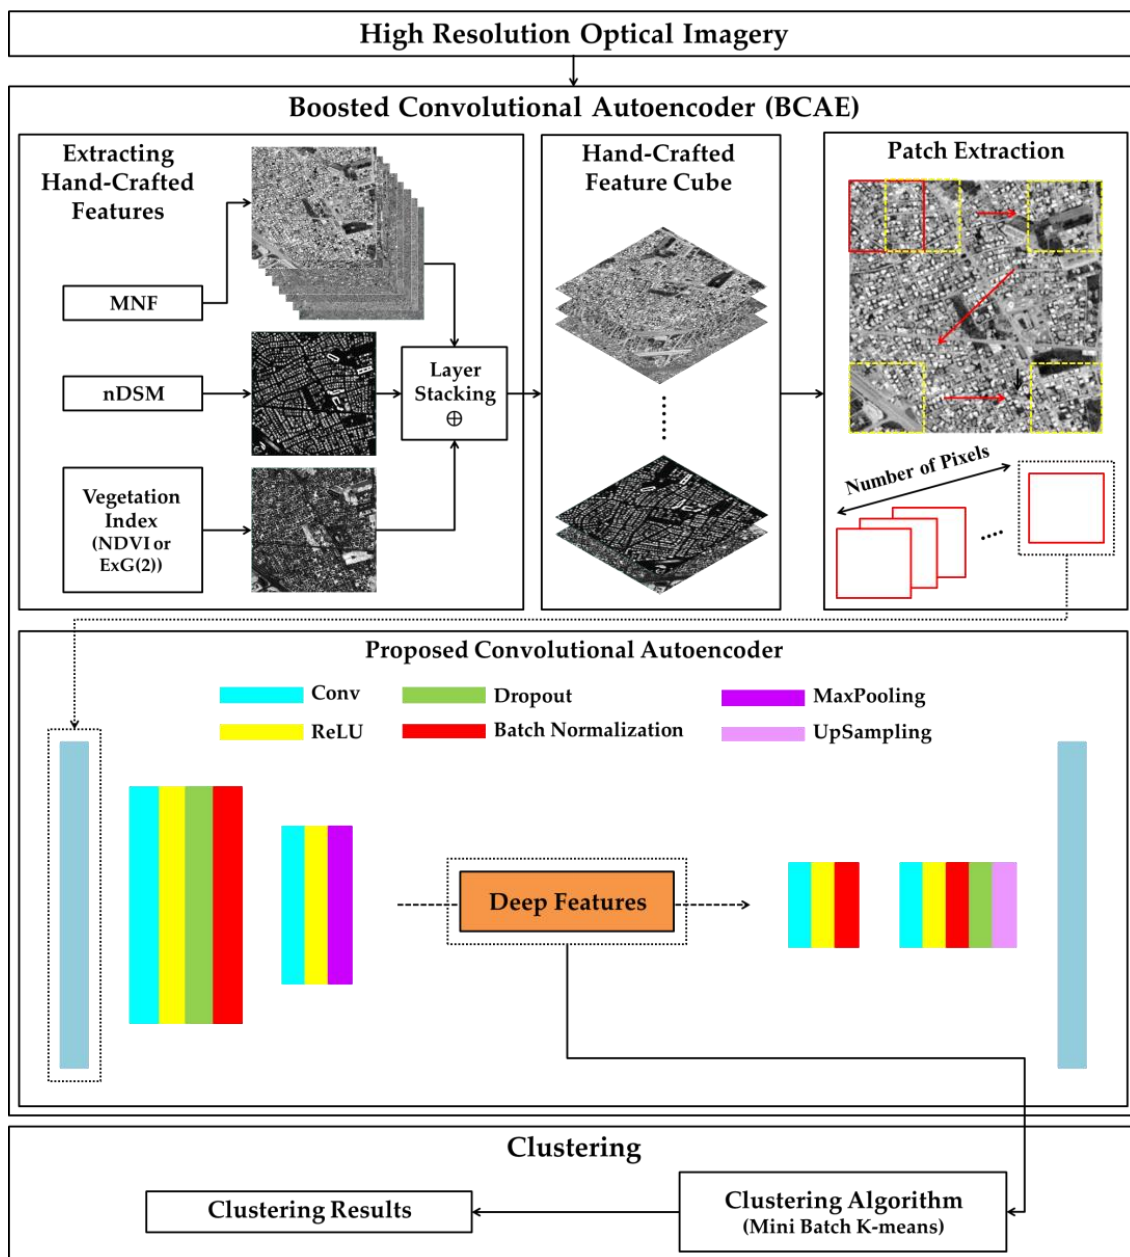 High Resolution Optical Imagery
Boosted Convolutional Autoencoder (BCAE)
Extracting
Hand-Crafted
Features
MNF
nDSM
Vegetation
Index
(NDVI or
ExG(2))
Layer
Stacking
⊕
Hand-Crafted
Feature Cube
Patch Extraction
Number of Pixels
Proposed Convolutional Autoencoder
Conv
Dropout
MaxPooling
ReLU
Batch Normalization
UpSampling
Deep Features
Clustering
Clustering Results
Clustering Algorithm
(Mini Batch K-means)